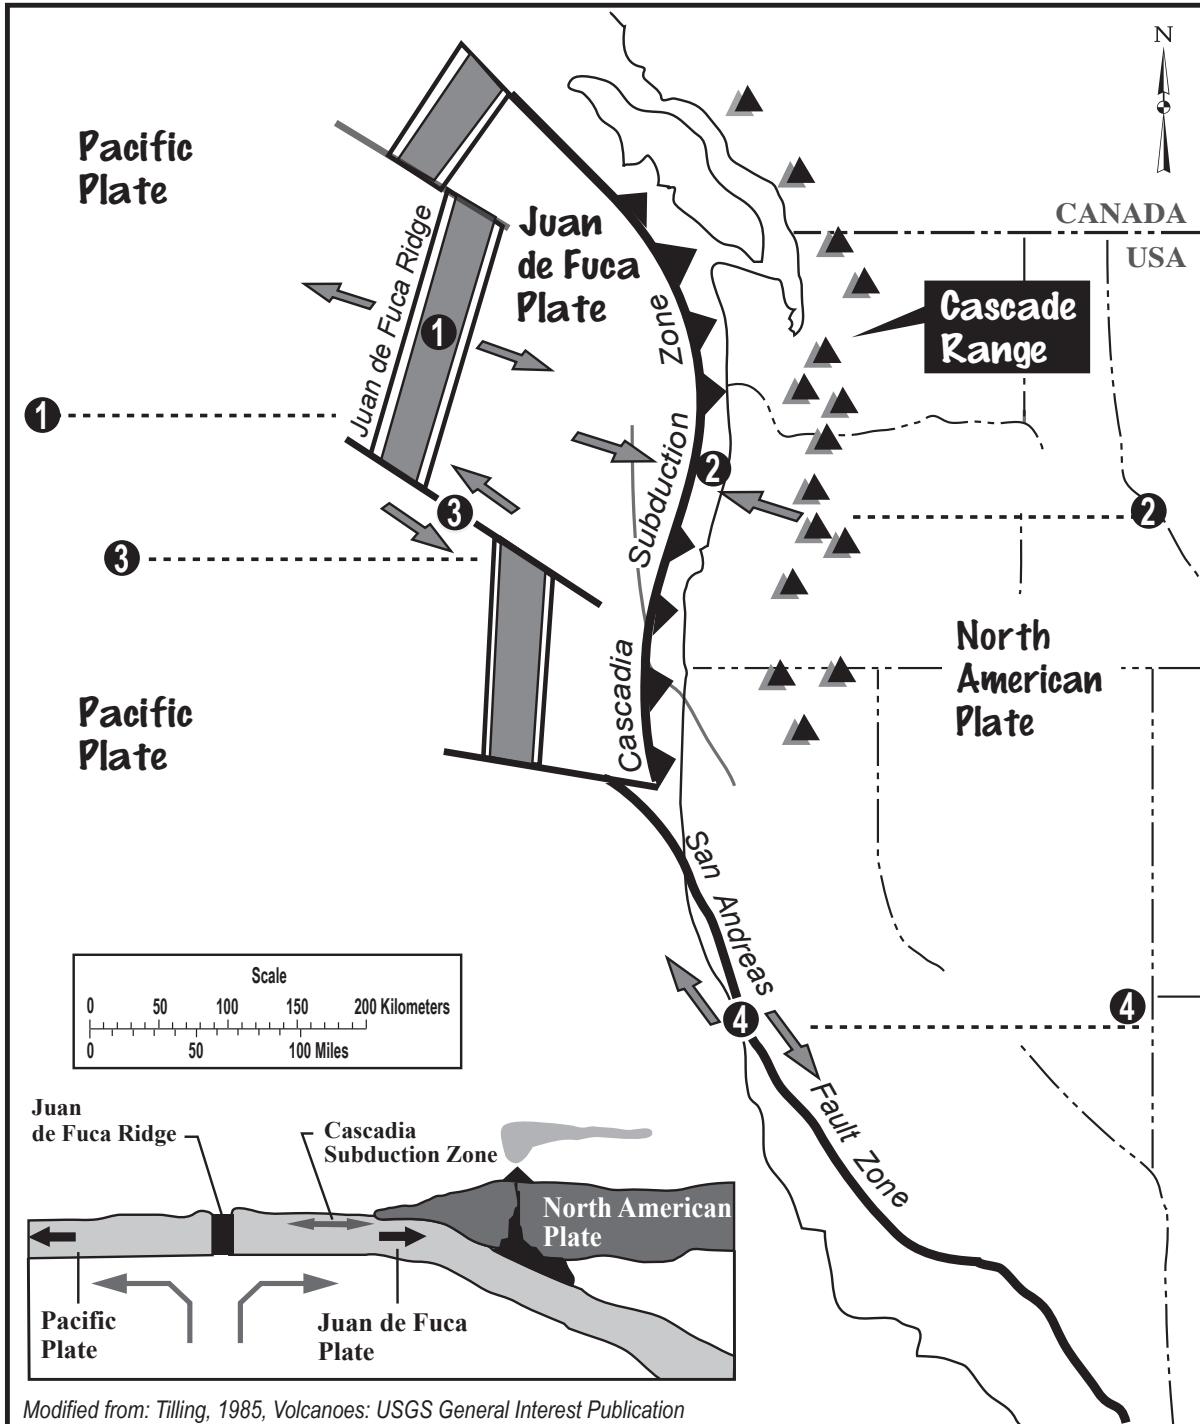 N
Pacific
Plate
CANADA
USA
Juan
de Fuca
Plate
Juan de Fuca Ridge
Cascade
Range
1
1
Cascadia Subduction Zone
2
2
3
3
North
American
Plate
Pacific
Plate
San Andreas Fault Zone
4
4
Scale
0 50 100 150 200 Kilometers
0 50 100 Miles
Juan
de Fuca Ridge
Cascadia
Subduction Zone
North American
Plate
Pacific
Plate
Juan de Fuca
Plate
Modified from: Tilling, 1985, Volcanoes: USGS General Interest Publication